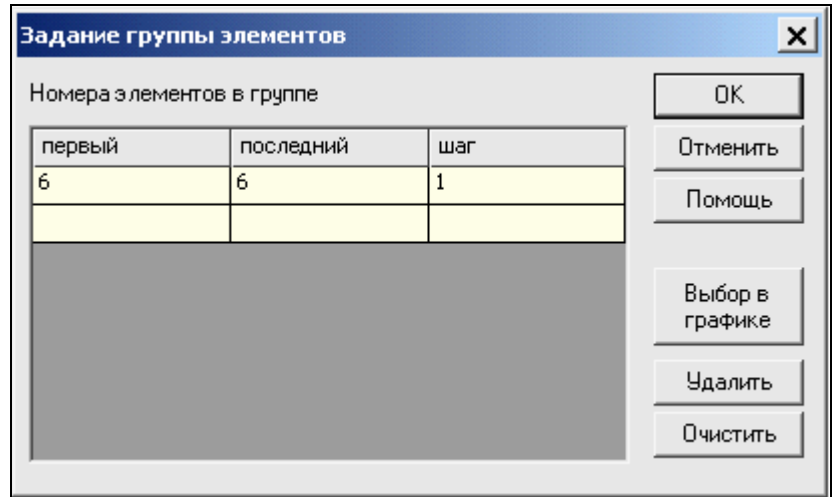 Задание группы элементов
Номера элементов в группе
первый последний шаг
6 6 1
OK
Отменить
Помощь
Выбор в
графике
Удалить
Очистить